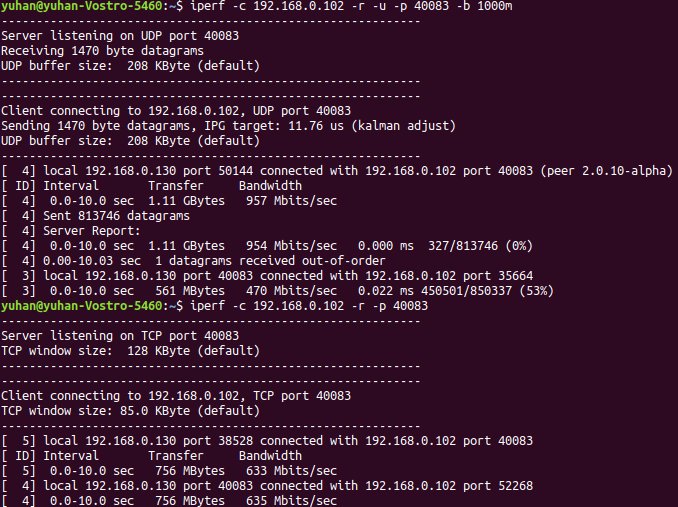 yuhan@yuhan-Vostro-5460:~$ iperf -c 192.168.0.102 -r -u -p 40083 -b 1000m
------------------------------------------------------------
Server listening on UDP port 40083
Receiving 1470 byte datagrams
UDP buffer size:  208 KByte (default)
------------------------------------------------------------
------------------------------------------------------------
Client connecting to 192.168.0.102, UDP port 40083
Sending 1470 byte datagrams, IPG target: 11.76 us (kalman adjust)
UDP buffer size:  208 KByte (default)
------------------------------------------------------------
[  4] local 192.168.0.130 port 50144 connected with 192.168.0.102 port 40083 (peer 2.0.10-alpha)
[ ID] Interval       Transfer     Bandwidth
[  4]  0.0-10.0 sec  1.11 GBytes   957 Mbits/sec
[  4] Sent 813746 datagrams
[  4] Server Report:
[  4]  0.0-10.0 sec  1.11 GBytes   954 Mbits/sec   0.000 ms  327/813746 (0%)
[  4] 0.00-10.03 sec  1 datagrams received out-of-order
[  3] local 192.168.0.130 port 40083 connected with 192.168.0.102 port 35664
[  3]  0.0-10.0 sec   561 MBytes   470 Mbits/sec   0.022 ms 450501/850337 (53%)
yuhan@yuhan-Vostro-5460:~$ iperf -c 192.168.0.102 -r -p 40083
------------------------------------------------------------
Server listening on TCP port 40083
TCP window size:  128 KByte (default)
------------------------------------------------------------
------------------------------------------------------------
Client connecting to 192.168.0.102, TCP port 40083
TCP window size: 85.0 KByte (default)
------------------------------------------------------------
[  5] local 192.168.0.130 port 38528 connected with 192.168.0.102 port 40083
[ ID] Interval       Transfer     Bandwidth
[  5]  0.0-10.0 sec   756 MBytes   633 Mbits/sec
[  4] local 192.168.0.130 port 40083 connected with 192.168.0.102 port 52268
[  4]  0.0-10.0 sec   756 MBytes   635 Mbits/sec